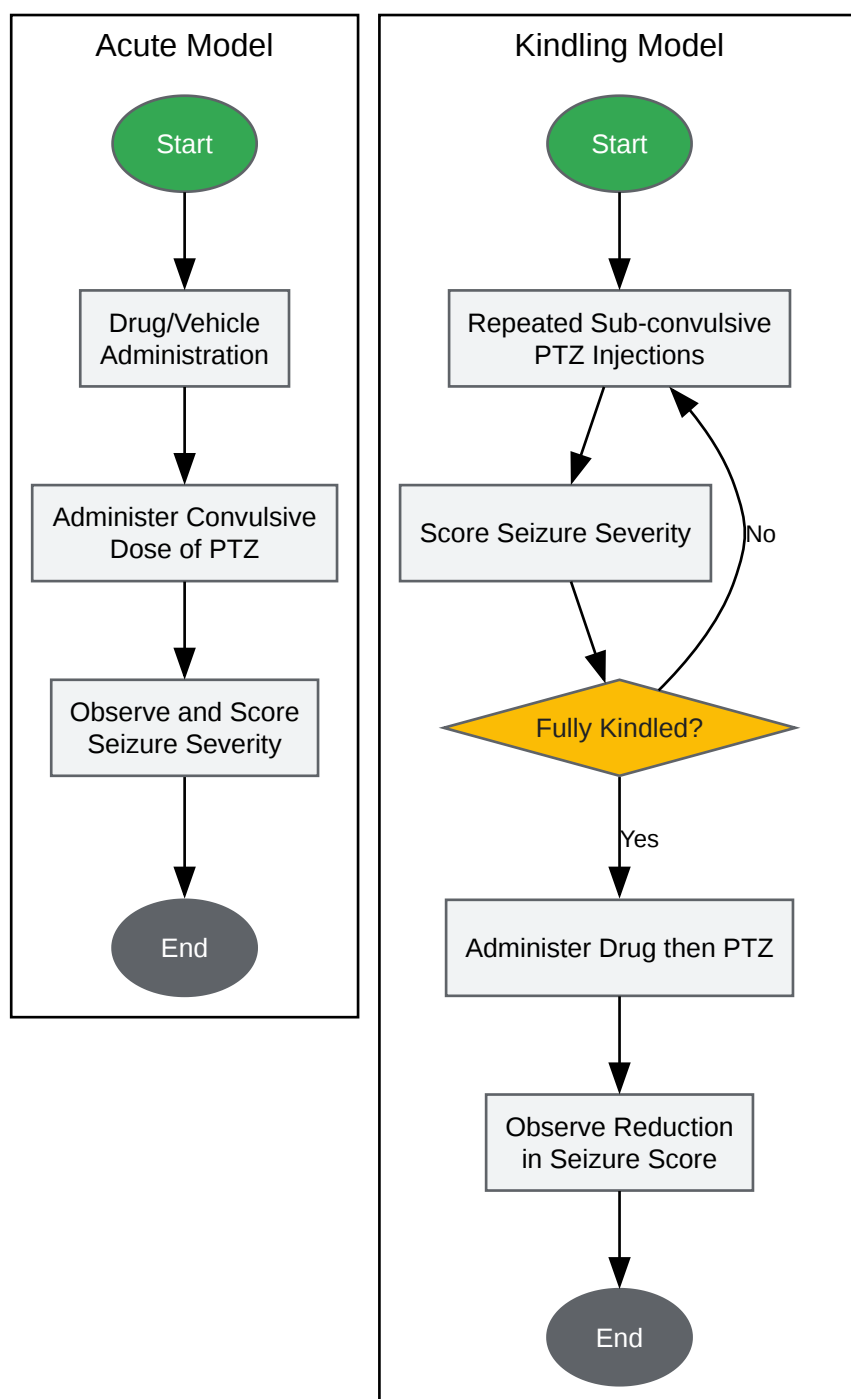 Acute Model
Start
Drug/Vehicle
Administration
Administer Convulsive
Dose of PTZ
Observe and Score
Seizure Severity
End
Kindling Model
Start
Repeated Sub-convulsive
PTZ Injections
Score Seizure Severity
No
Fully Kindled?
Yes
Administer Drug then PTZ
Observe Reduction
in Seizure Score
End